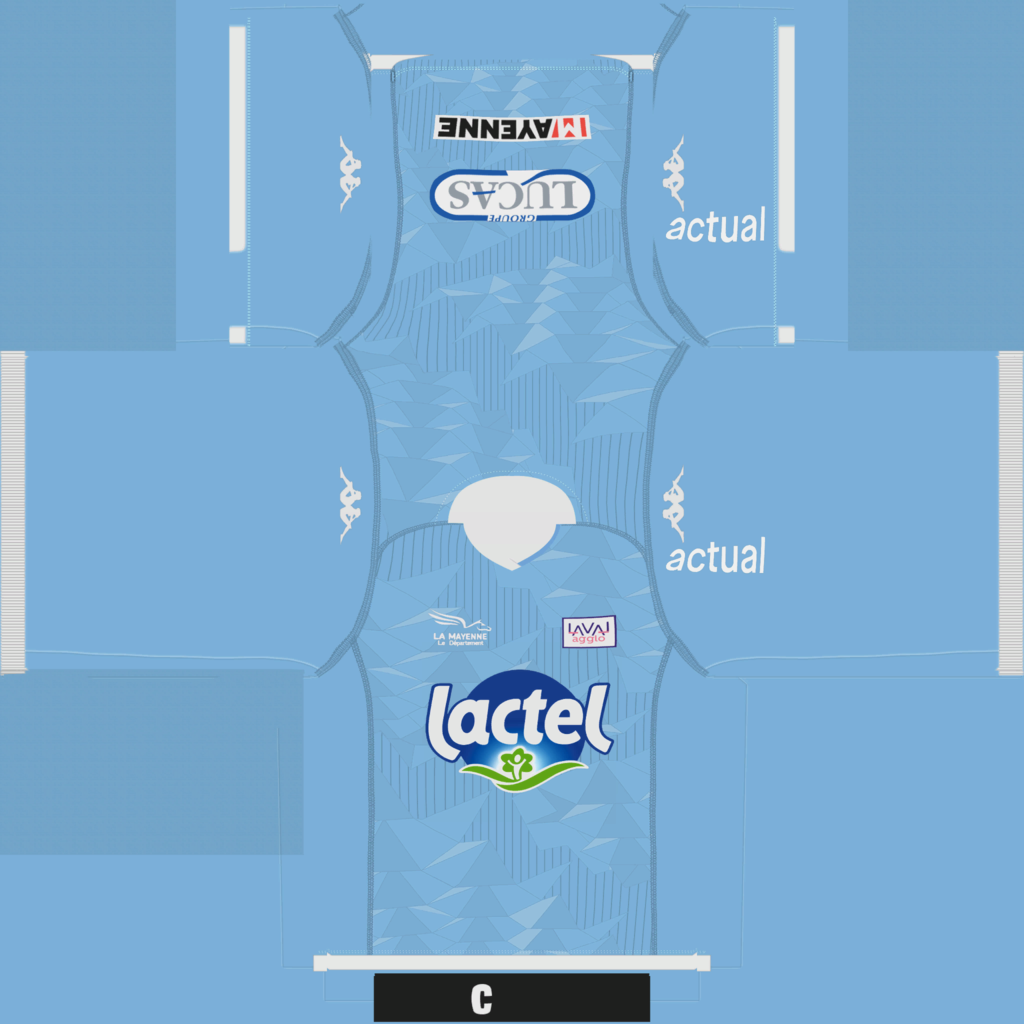 MAYENNE
GROUPE
LUCAS
actual
actual
LA MAYENNE
Le Département
LAVAL
agglo
lactel
C